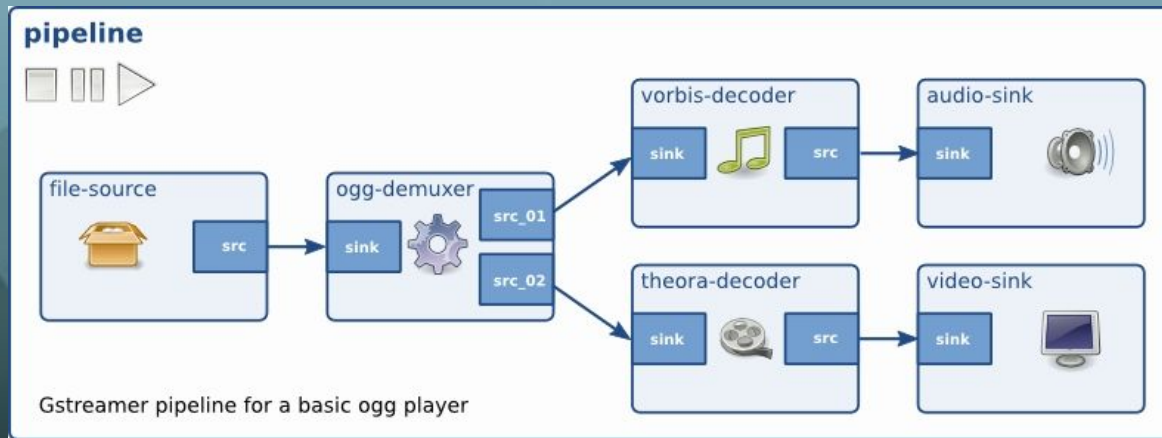 pipeline
file-source
src
ogg-demuxer
sink
src_01
src_02
vorbis-decoder
sink
src
audio-sink
sink
theora-decoder
sink
src
video-sink
sink
Gstreamer pipeline for a basic ogg player